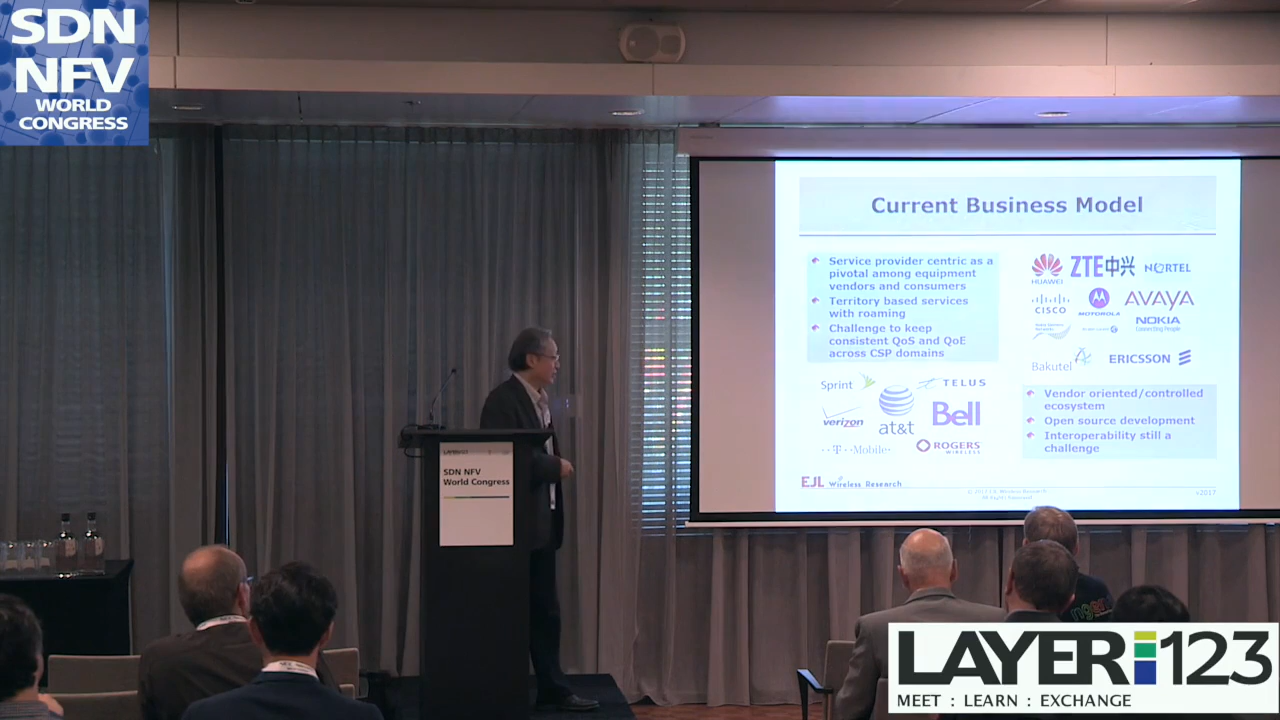 SDN
NFV
WORLD
CONGRESS
Current Business Model
Service provider centric as a
pivotal among equipment
vendors and consumers
Territory based services
with roaming
Challenge to keep
consistent QoS and QoE
across CSP domains
HUAWEI
ZTE中兴
NORTEL
CISCO
MOTOROLA
AVAYA
NOKIA
Connecting People
Bakutel
ERICSSON
Sprint
TELUS
verizon
at&t
Bell
T··Mobile·
ROGERS
WIRELESS
Vendor oriented/controlled
ecosystem
Open source development
Interoperability still a
challenge
EJL Wireless Research
v2017
SDN NFV
World Congress
LAYER123
MEET : LEARN : EXCHANGE